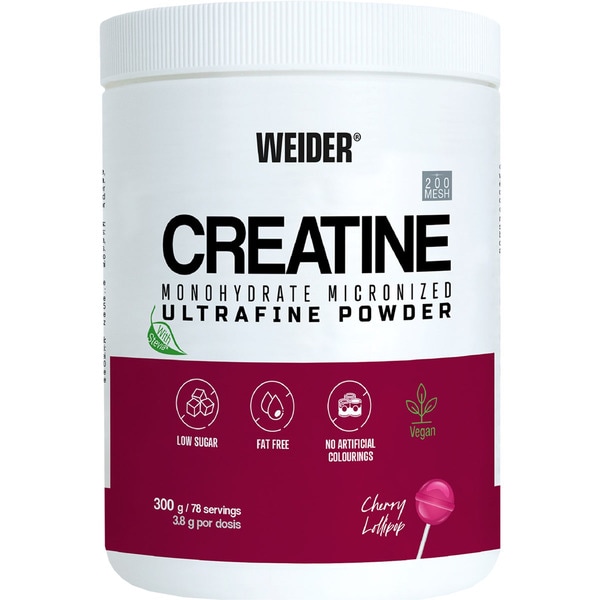 WEIDER®
200
MESH
CREATINE
MONOHYDRATE MICRONIZED
ULTRAFINE POWDER
With
Stevia
LOW SUGAR
FAT FREE
NO ARTIFICIAL
COLOURINGS
Vegan
300 g / 78 servings
3.8 g por dosis
Cherry
Lollipop